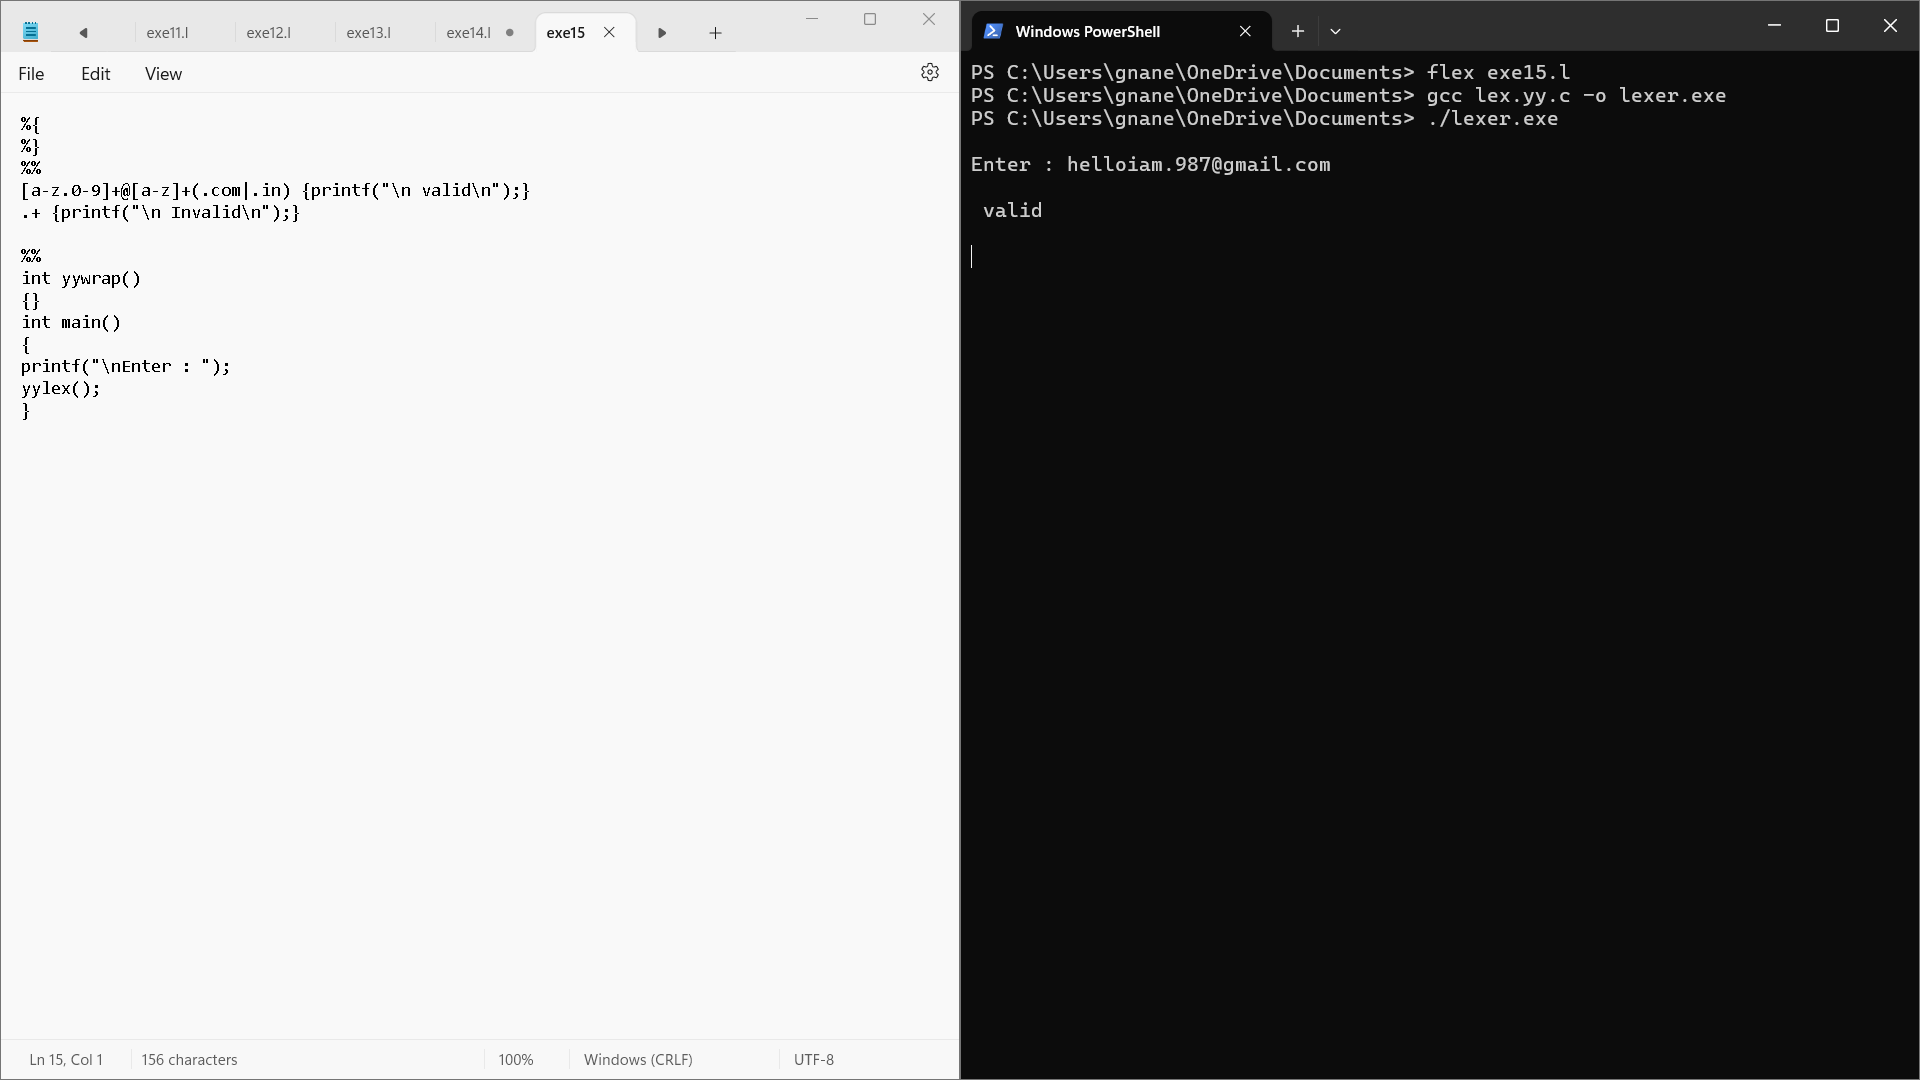 exe11.l exe12.l exe13.l exe14.l exe15
File Edit View
%{
%}
%%
[a-z.0-9]+@[a-z]+(.com|.in) {printf("\n valid\n");}
.+ {printf("\n Invalid\n");}
%%
int yywrap()
{}
int main()
{
printf("\nEnter : ");
yylex();
}
Ln 15, Col 1 156 characters 100% Windows (CRLF) UTF-8
Windows PowerShell
PS C:\Users\gnane\OneDrive\Documents> flex exe15.l
PS C:\Users\gnane\OneDrive\Documents> gcc lex.yy.c -o lexer.exe
PS C:\Users\gnane\OneDrive\Documents> ./lexer.exe
Enter : helloiam.987@gmail.com
valid